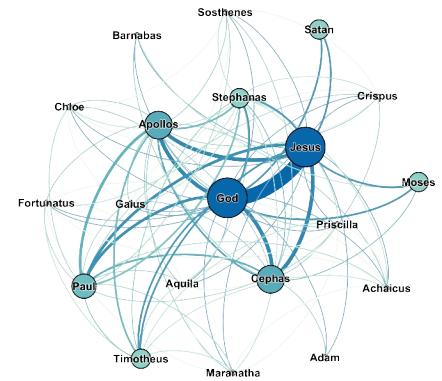 Sosthenes
Satan
Barnabas
Stephanas
Crispus
Chloe
Apollos
Jesus
Moses
God
Fortunatus
Gaius
Priscilla
Aquila
Cephas
Paul
Achaicus
Timotheus
Adam
Maranatha